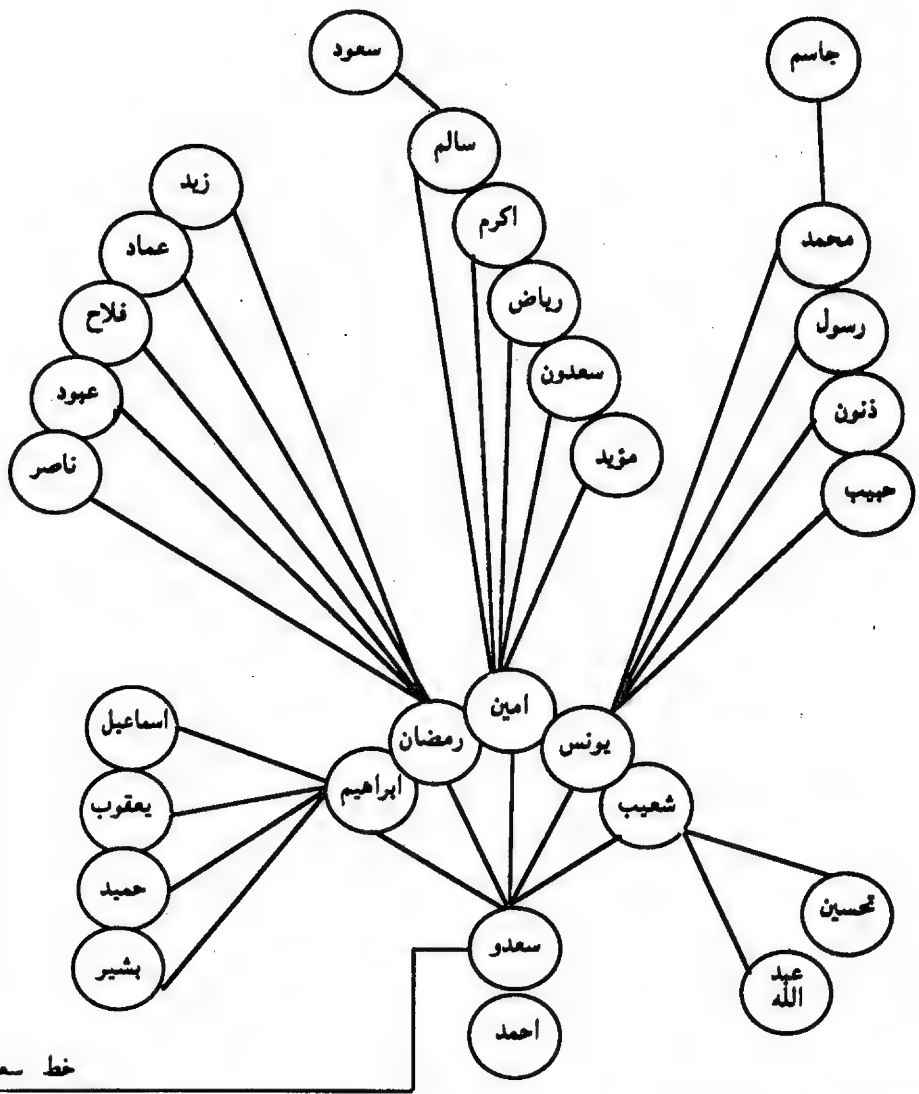 سعود
جاسم
سالم
زيد
اكرم
محمد
عماد
رياض
فلاح
رسول
سعدون
عبود
ذنون
مؤيد
ناصر
حبيب
امين
اسماعيل
رمضان
يونس
ابراهيم
يعقوب
شعيب
حميد
تحسين
سعدو
بشير
عبد
الله
احمد
خط